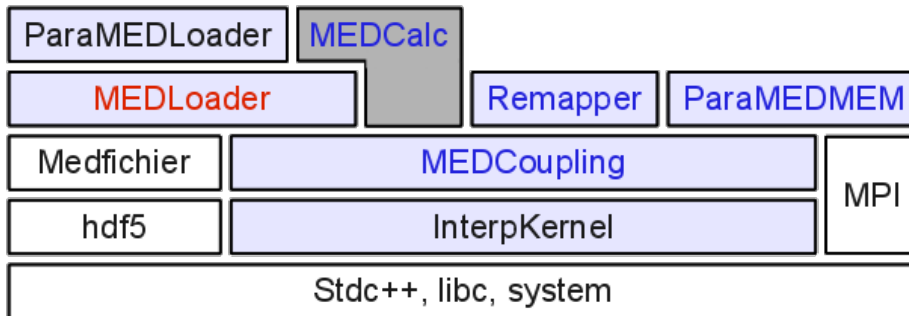 ParaMEDLoader MEDCalc
MEDLoader Remapper ParaMEDMEM
Medfichier MEDCoupling MPI
hdf5 InterpKernel
Stdc++, libc, system